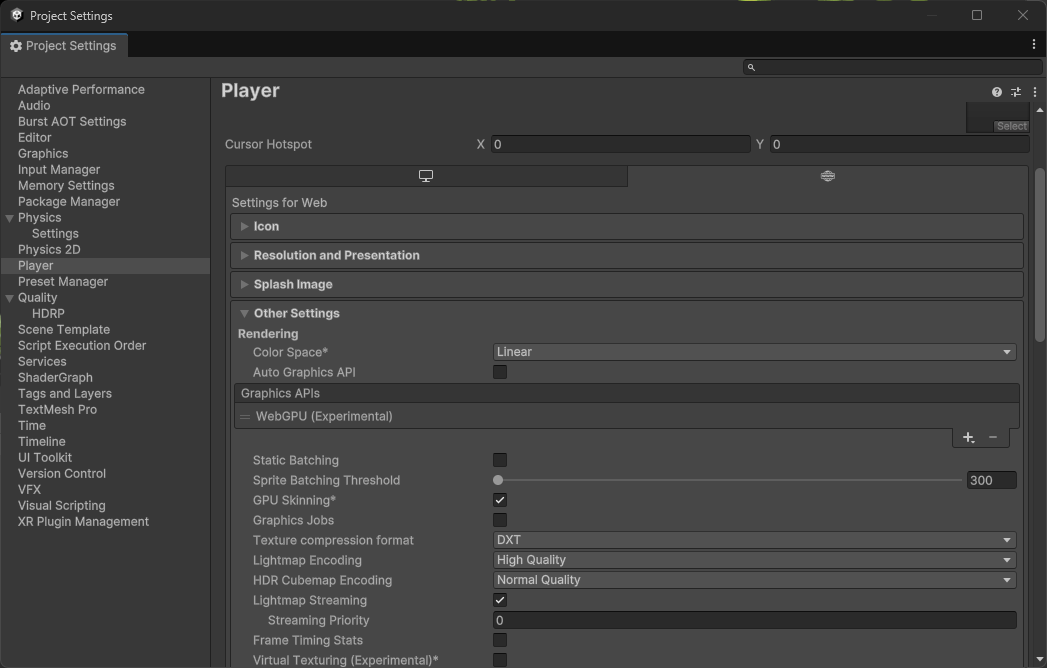 Project Settings
Project Settings
Adaptive Performance
Audio
Burst AOT Settings
Editor
Graphics
Input Manager
Memory Settings
Package Manager
Physics
Settings
Physics 2D
Player
Preset Manager
Quality
HDRP
Scene Template
Script Execution Order
Services
ShaderGraph
Tags and Layers
TextMesh Pro
Time
Timeline
UI Toolkit
Version Control
VFX
Visual Scripting
XR Plugin Management
Player
Select
Cursor Hotspot X 0 Y 0
Settings for Web
Icon
Resolution and Presentation
Splash Image
Other Settings
Rendering
Color Space* Linear
Auto Graphics API
Graphics APIs
WebGPU (Experimental)
Static Batching
Sprite Batching Threshold 300
GPU Skinning*
Graphics Jobs
Texture compression format DXT
Lightmap Encoding High Quality
HDR Cubemap Encoding Normal Quality
Lightmap Streaming
Streaming Priority 0
Frame Timing Stats
Virtual Texturing (Experimental)*